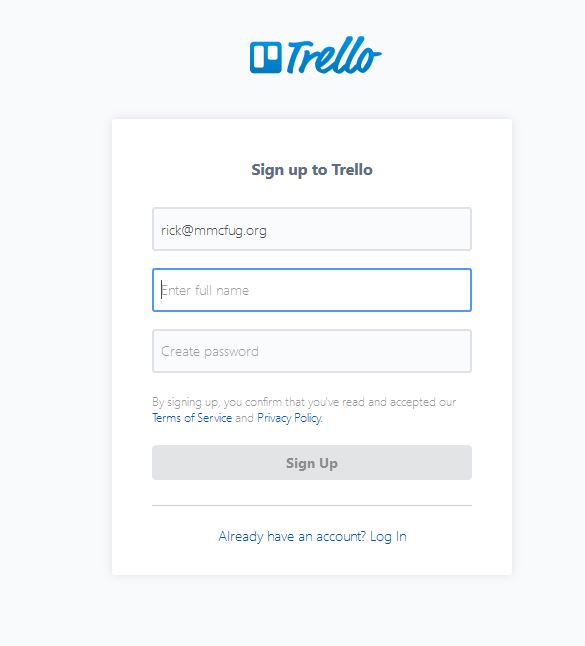 Trello
Sign up to Trello
rick@mmcfug.org
Enter full name
Create password
By signing up, you confirm that you've read and accepted our
Terms of Service and Privacy Policy.
Sign Up
Already have an account? Log In